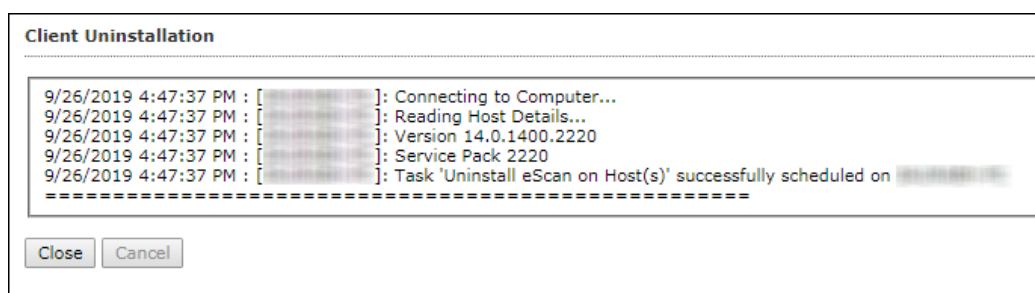 Client Uninstallation
9/26/2019 4:47:37 PM : [ ]: Connecting to Computer...
9/26/2019 4:47:37 PM : [ ]: Reading Host Details...
9/26/2019 4:47:37 PM : [ ]: Version 14.0.1400.2220
9/26/2019 4:47:37 PM : [ ]: Service Pack 2220
9/26/2019 4:47:37 PM : [ ]: Task 'Uninstall eScan on Host(s)' successfully scheduled on
====================================================
Close Cancel